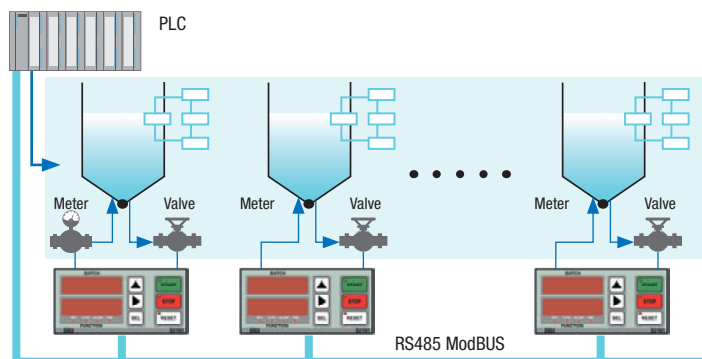 PLC
Meter
Valve
Meter
Valve
Meter
Valve
BATCH
START
STOP
SEL
RESET
FUNCTION
BATCH
START
STOP
SEL
RESET
FUNCTION
BATCH
START
STOP
SEL
RESET
FUNCTION
RS485 ModBUS